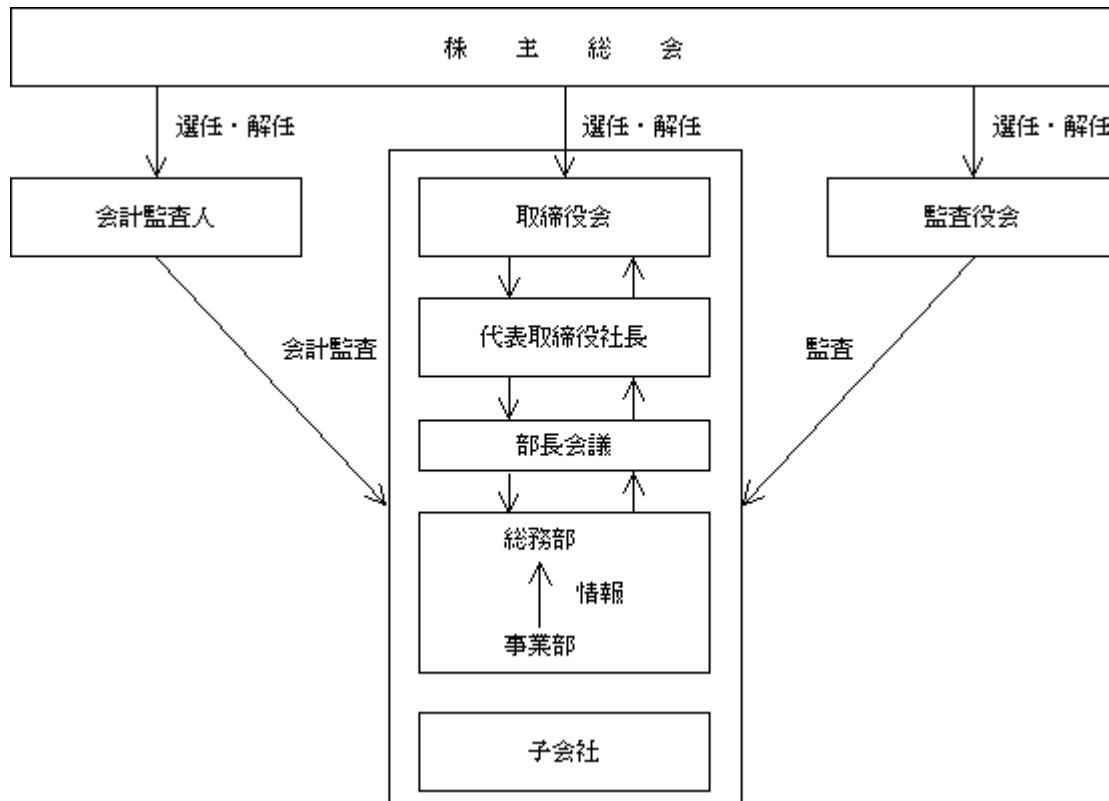 株主総会
選任・解任
選任・解任
選任・解任
会計監査人
取締役会
監査役会
代表取締役社長
会計監査
監査
部長会議
総務部
情報
事業部
子会社